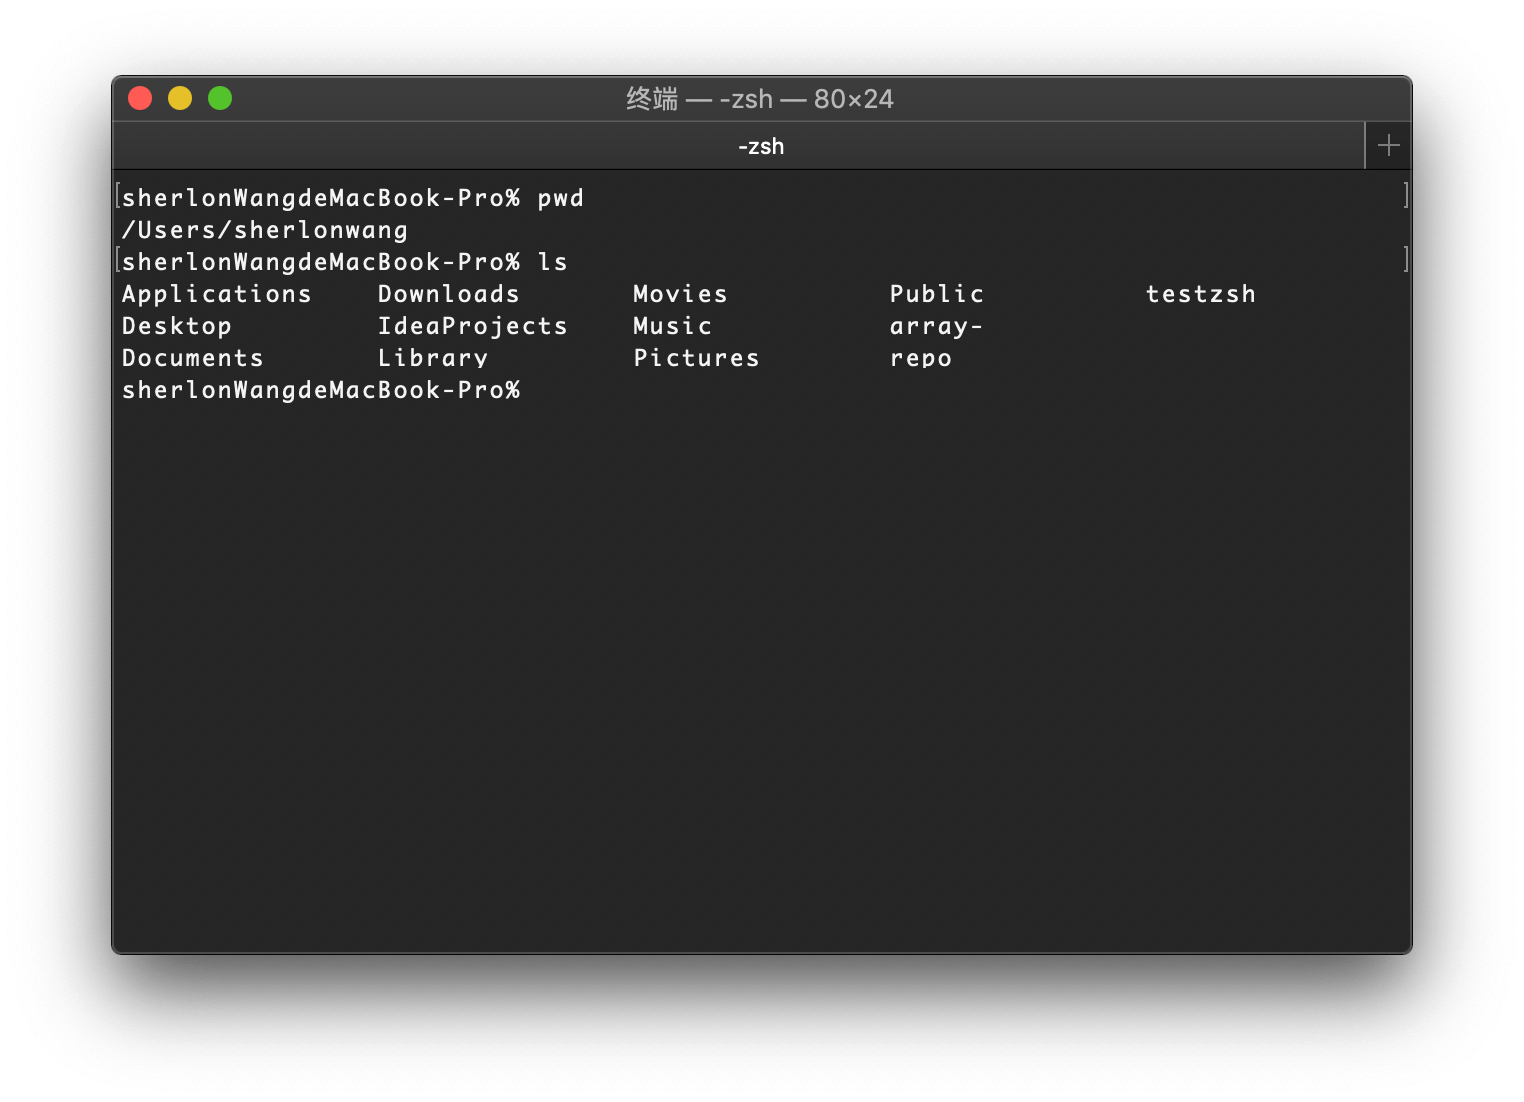 终端 — -zsh — 80×24
-zsh
sherlonWangdeMacBook-Pro% pwd
/Users/sherlonwang
sherlonWangdeMacBook-Pro% ls
Applications Downloads Movies Public testzsh
Desktop IdeaProjects Music array-
Documents Library Pictures repo
sherlonWangdeMacBook-Pro%